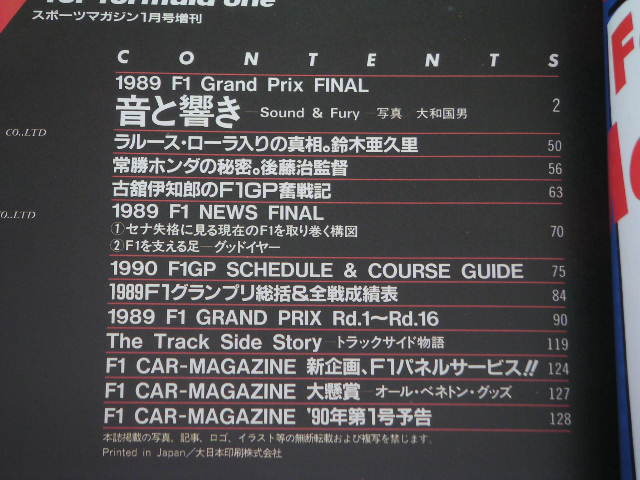 for formula one
スポーツマガジン1月号増刊
CONTENTS
1989 F1 Grand Prix FINAL
音と響き—Sound & Fury—写真 大和国男 2
CO.,LTD
ラルース・ローラ入りの真相。鈴木亜久里 50
常勝ホンダの秘密。後藤治監督 56
古舘伊知郎のF1GP奮戦記 63
CO.,LTD
1989 F1 NEWS FINAL
①セナ失格に見る現在のF1を取り巻く構図 70
②F1を支える足—グッドイヤー
1990 F1GP SCHEDULE & COURSE GUIDE 75
1989F1グランプリ総括&全戦成績表 84
1989 F1 GRAND PRIX Rd.1〜Rd.16 90
The Track Side Story—トラックサイド物語 119
F1 CAR-MAGAZINE 新企画、F1パネルサービス!! 124
F1 CAR-MAGAZINE 大懸賞—オール・ベネトン・グッズ 127
F1 CAR-MAGAZINE '90年第1号予告 128
本誌掲載の写真、記事、ロゴ、イラスト等の無断転載および複写を禁じます。
Printed in Japan/大日本印刷株式会社